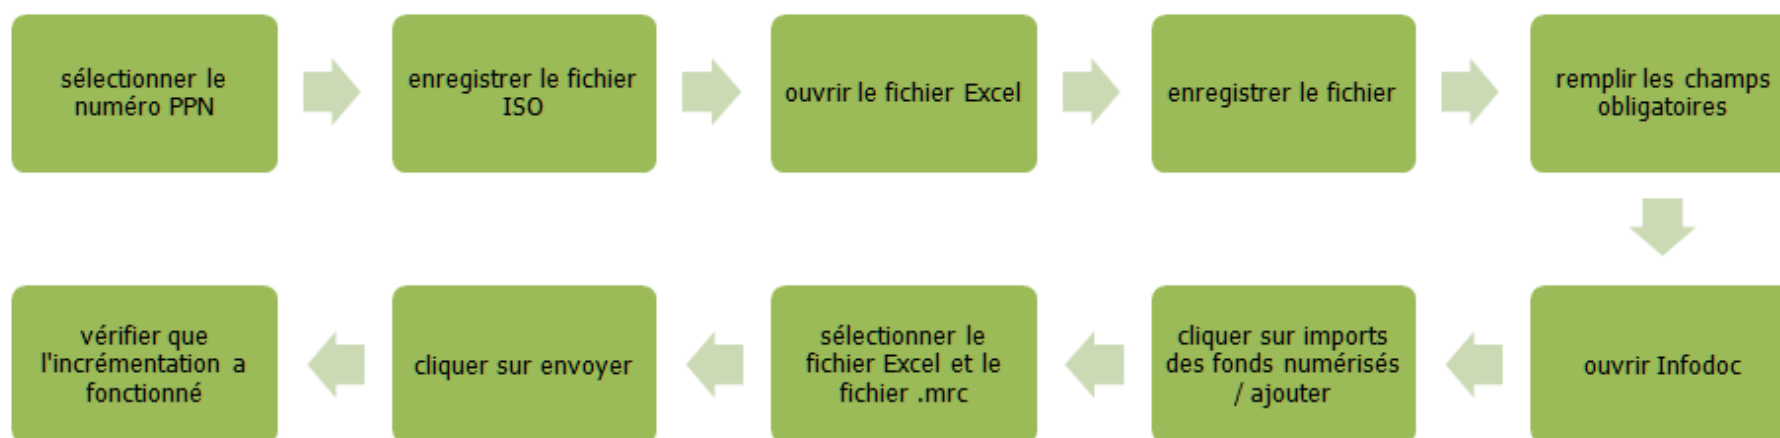 sélectionner le
numéro PPN
enregistrer le fichier
ISO
ouvrir le fichier Excel
enregistrer le fichier
remplir les champs
obligatoires
ouvrir Infodoc
cliquer sur imports
des fonds numérisés
/ ajouter
sélectionner le
fichier Excel et le
fichier .mrc
cliquer sur envoyer
vérifier que
l'incrémentation a
fonctionné